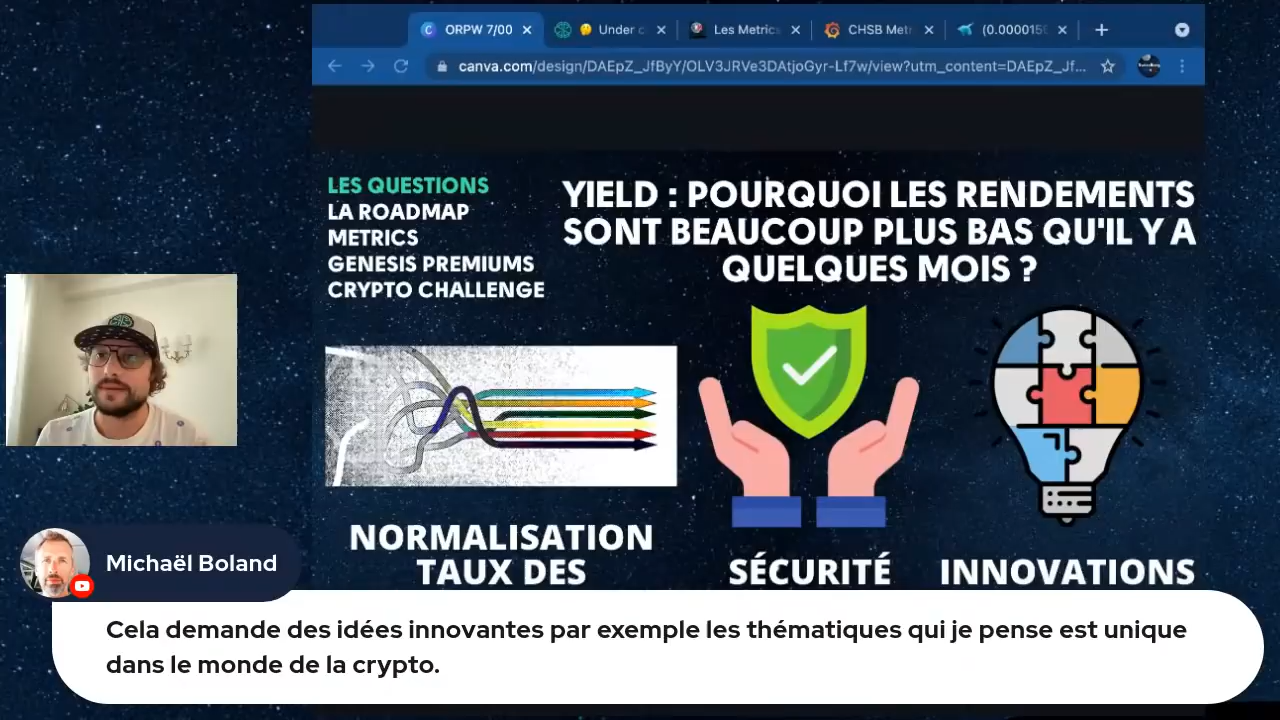 ORPW 7/00
Under c
Les Metrics
CHSB Met
(0.0000159
canva.com/design/DAEpZ_JfByY/OLV3JRVe3DAtjoGyr-Lf7w/view?utm_content=DAEpZ_Jf...
LES QUESTIONS
LA ROADMAP
METRICS
GENESIS PREMIUMS
CRYPTO CHALLENGE
YIELD : POURQUOI LES RENDEMENTS
SONT BEAUCOUP PLUS BAS QU'IL Y A
QUELQUES MOIS ?
NORMALISATION
TAUX DES
SÉCURITÉ
INNOVATIONS
Michaël Boland
Cela demande des idées innovantes par exemple les thématiques qui je pense est unique
dans le monde de la crypto.